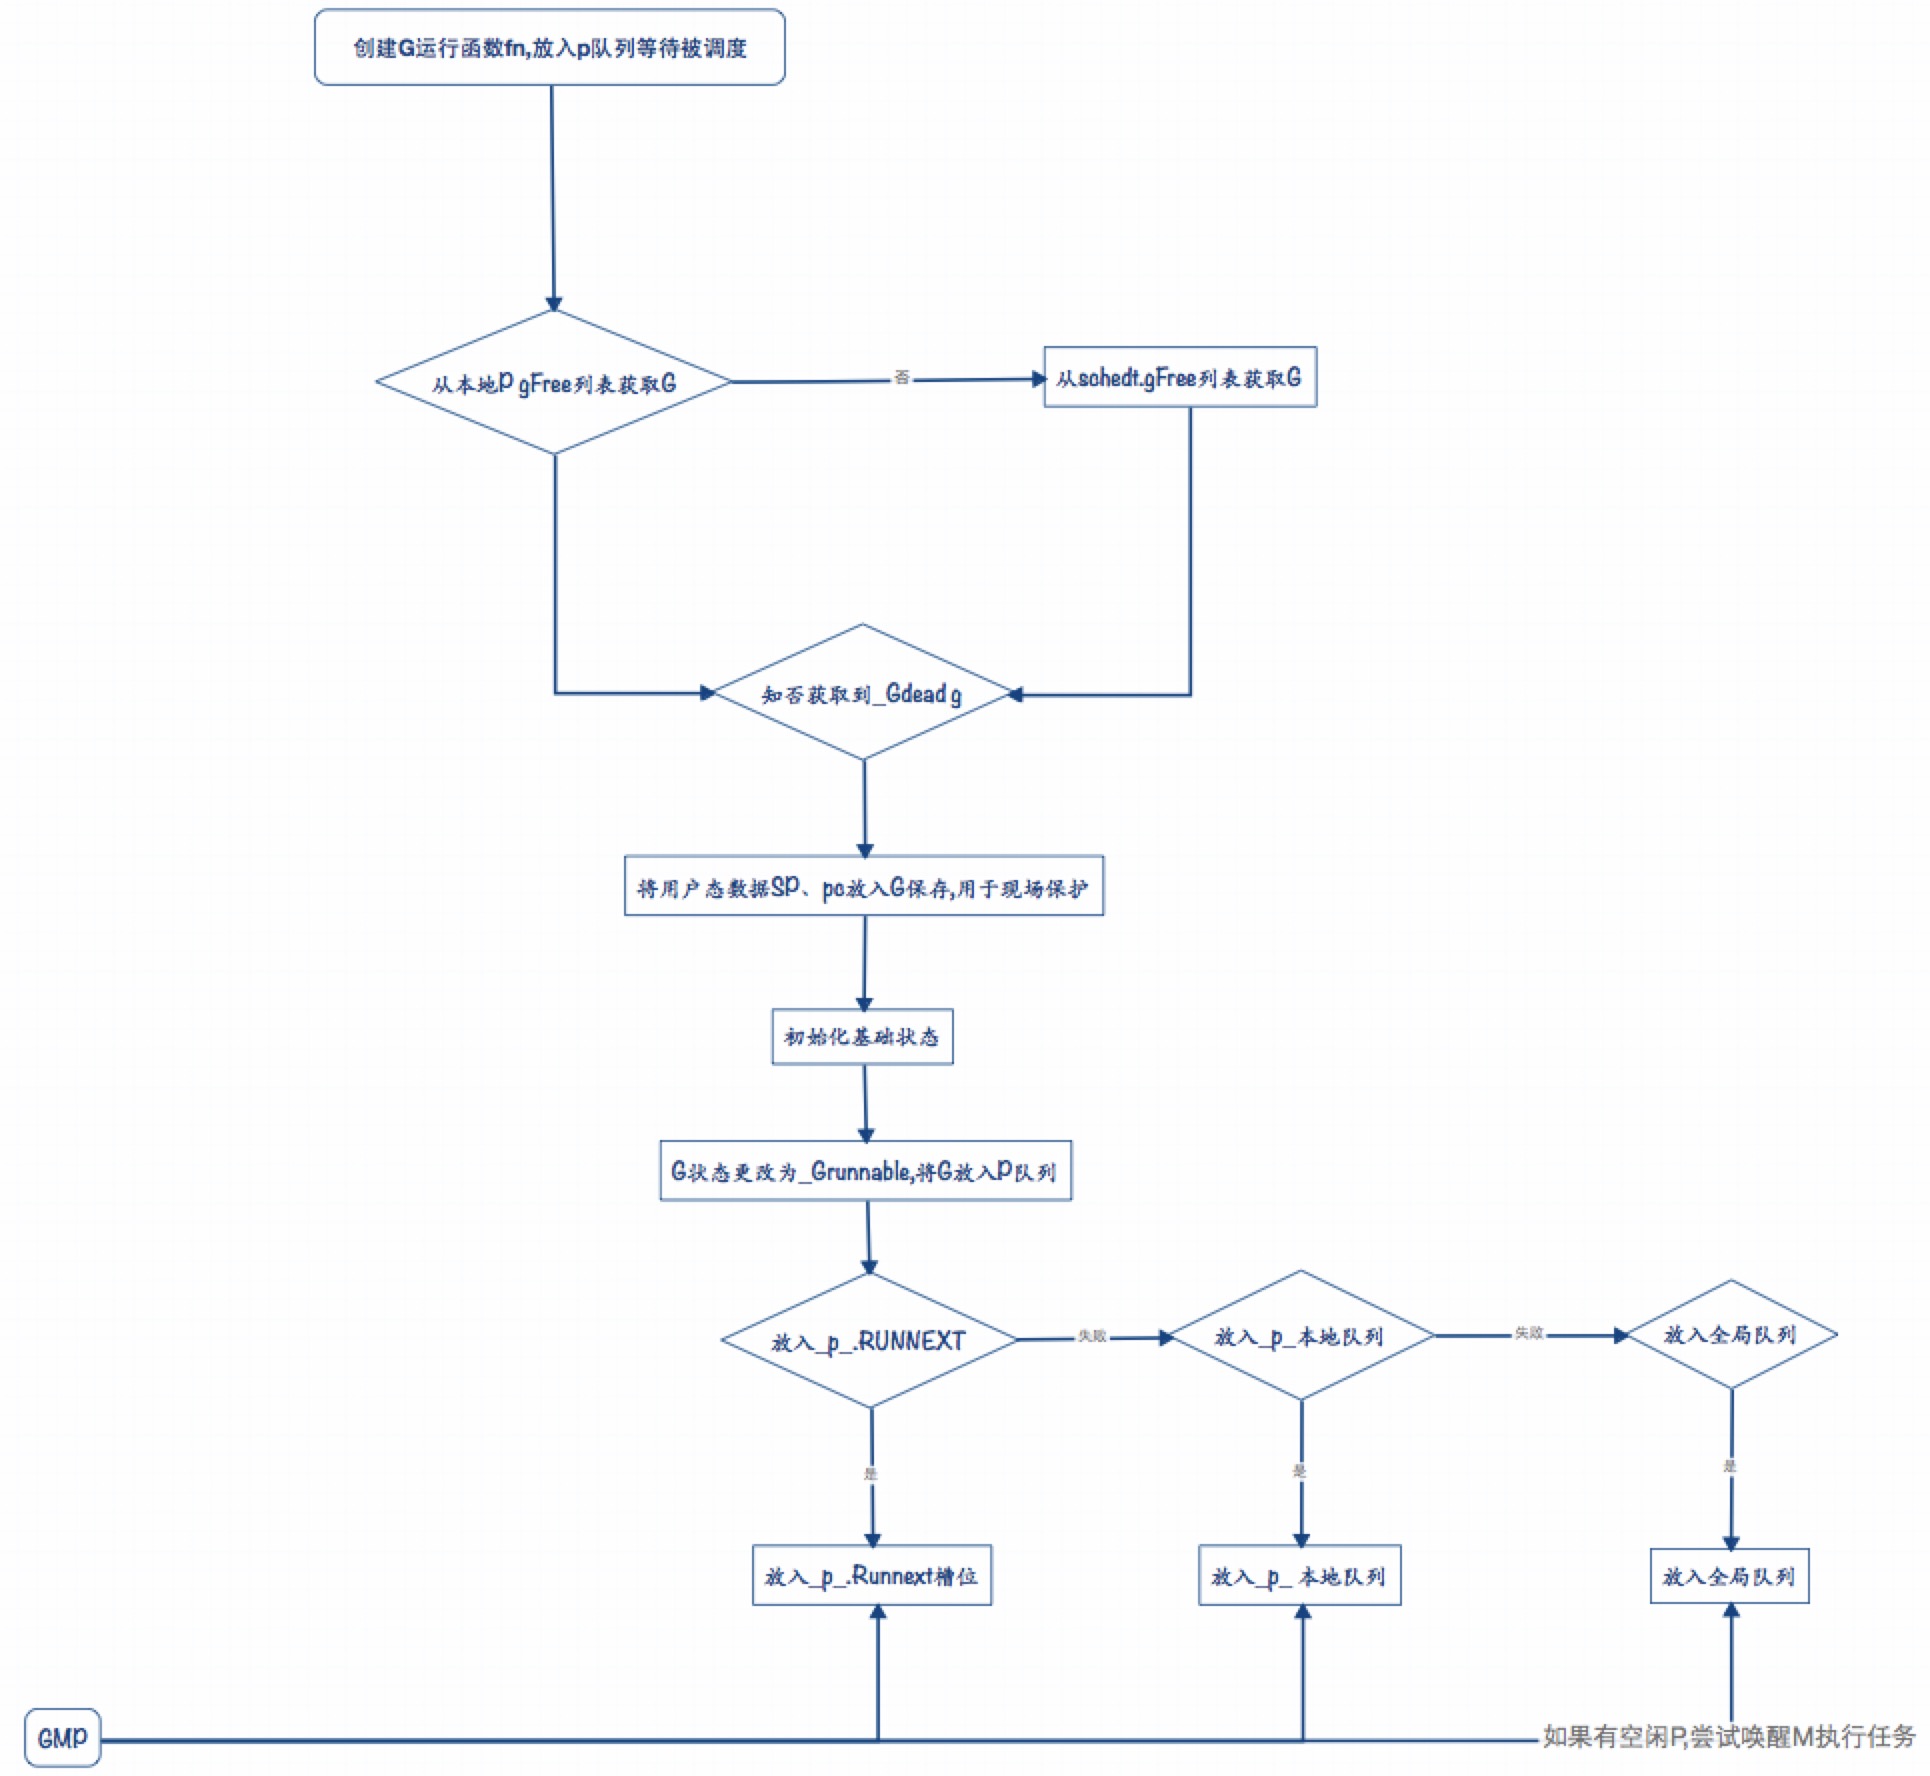 创建G运行函数fn,放入p队列等待被调度
从本地P gFree列表获取G
否
从schedt.gFree列表获取G
知否获取到_Gdead g
将用户态数据SP、pc放入G保存,用于现场保护
初始化基础状态
G状态更改为_Grunnable,将G放入P队列
放入_p_.RUNNEXT
失败
放入_p_本地队列
失败
放入全局队列
是
是
是
放入_p_.Runnext槽位
放入_p_ 本地队列
放入全局队列
GMP
如果有空闲P,尝试唤醒M执行任务